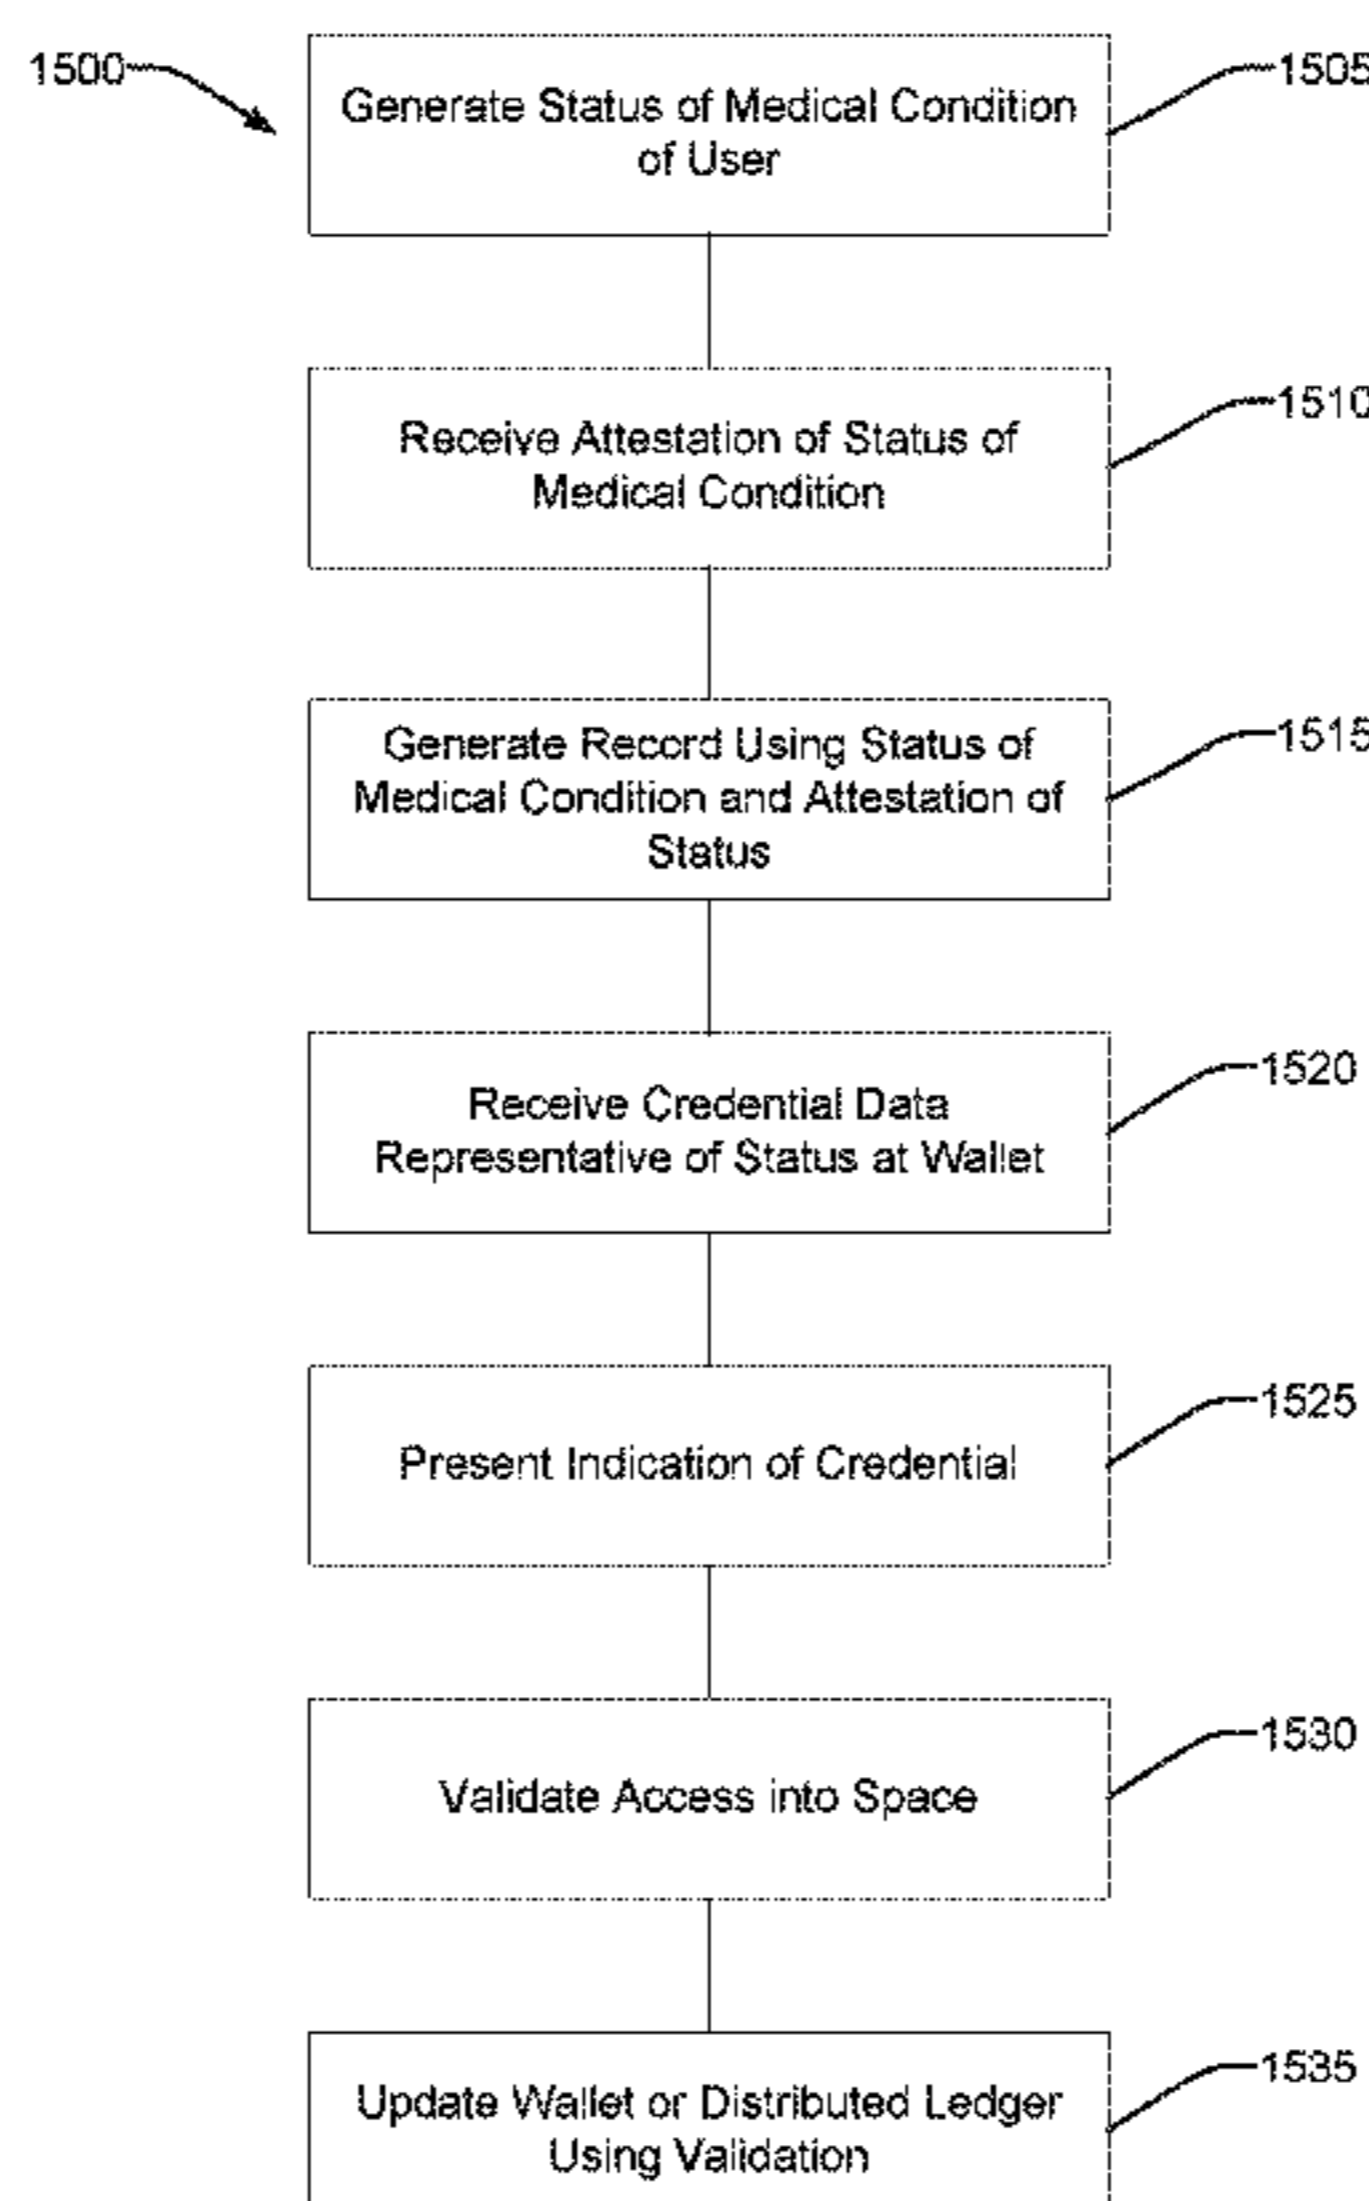 1500
1505
Generate Status of Medical Condition
of User
1510
Receive Attestation of Status of
Medical Condition
1515
Generate Record Using Status of
Medical Condition and Attestation of
Status
1520
Receive Credential Data
Representative of Status at Wallet
1525
Present Indication of Credential
1530
Validate Access into Space
1535
Update Wallet or Distributed Ledger
Using Validation